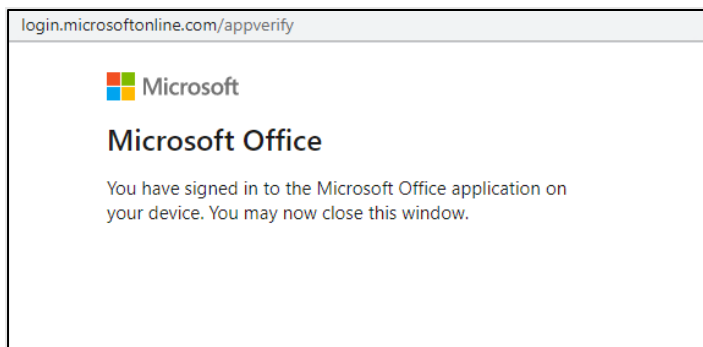 login.microsoftonline.com/appverify
Microsoft
Microsoft Office
You have signed in to the Microsoft Office application on
your device. You may now close this window.